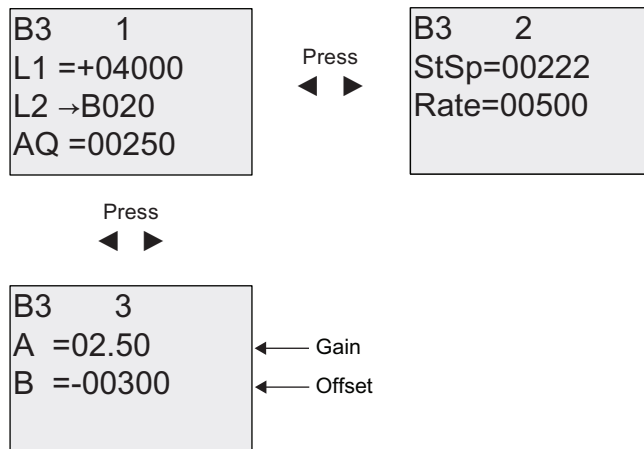 B3 1
L1 =+04000
L2 →B020
AQ =00250
Press
B3 2
StSp=00222
Rate=00500
Press
B3 3
A =02.50
B =-00300
Gain
Offset